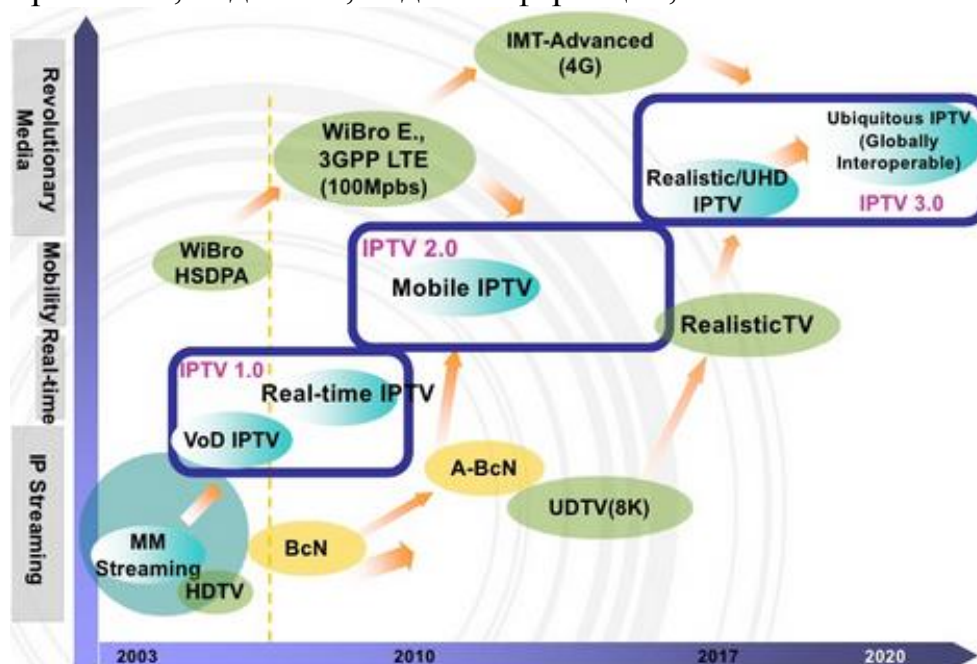 IMT-Advanced
(4G)
Revolutionary
Media
WiBro E.,
3GPP LTE
(100Mpbs)
Ubiquitous IPTV
(Globally
Interoperable)
Realistic/UHD
IPTV
IPTV 3.0
Mobility
WiBro
HSDPA
IPTV 2.0
Mobile IPTV
RealisticTV
Real-time
IPTV 1.0
Real-time IPTV
VoD IPTV
IP Streaming
A-BcN
UDTV(8K)
MM
Streaming
BcN
HDTV
2003
2010
2017
2020